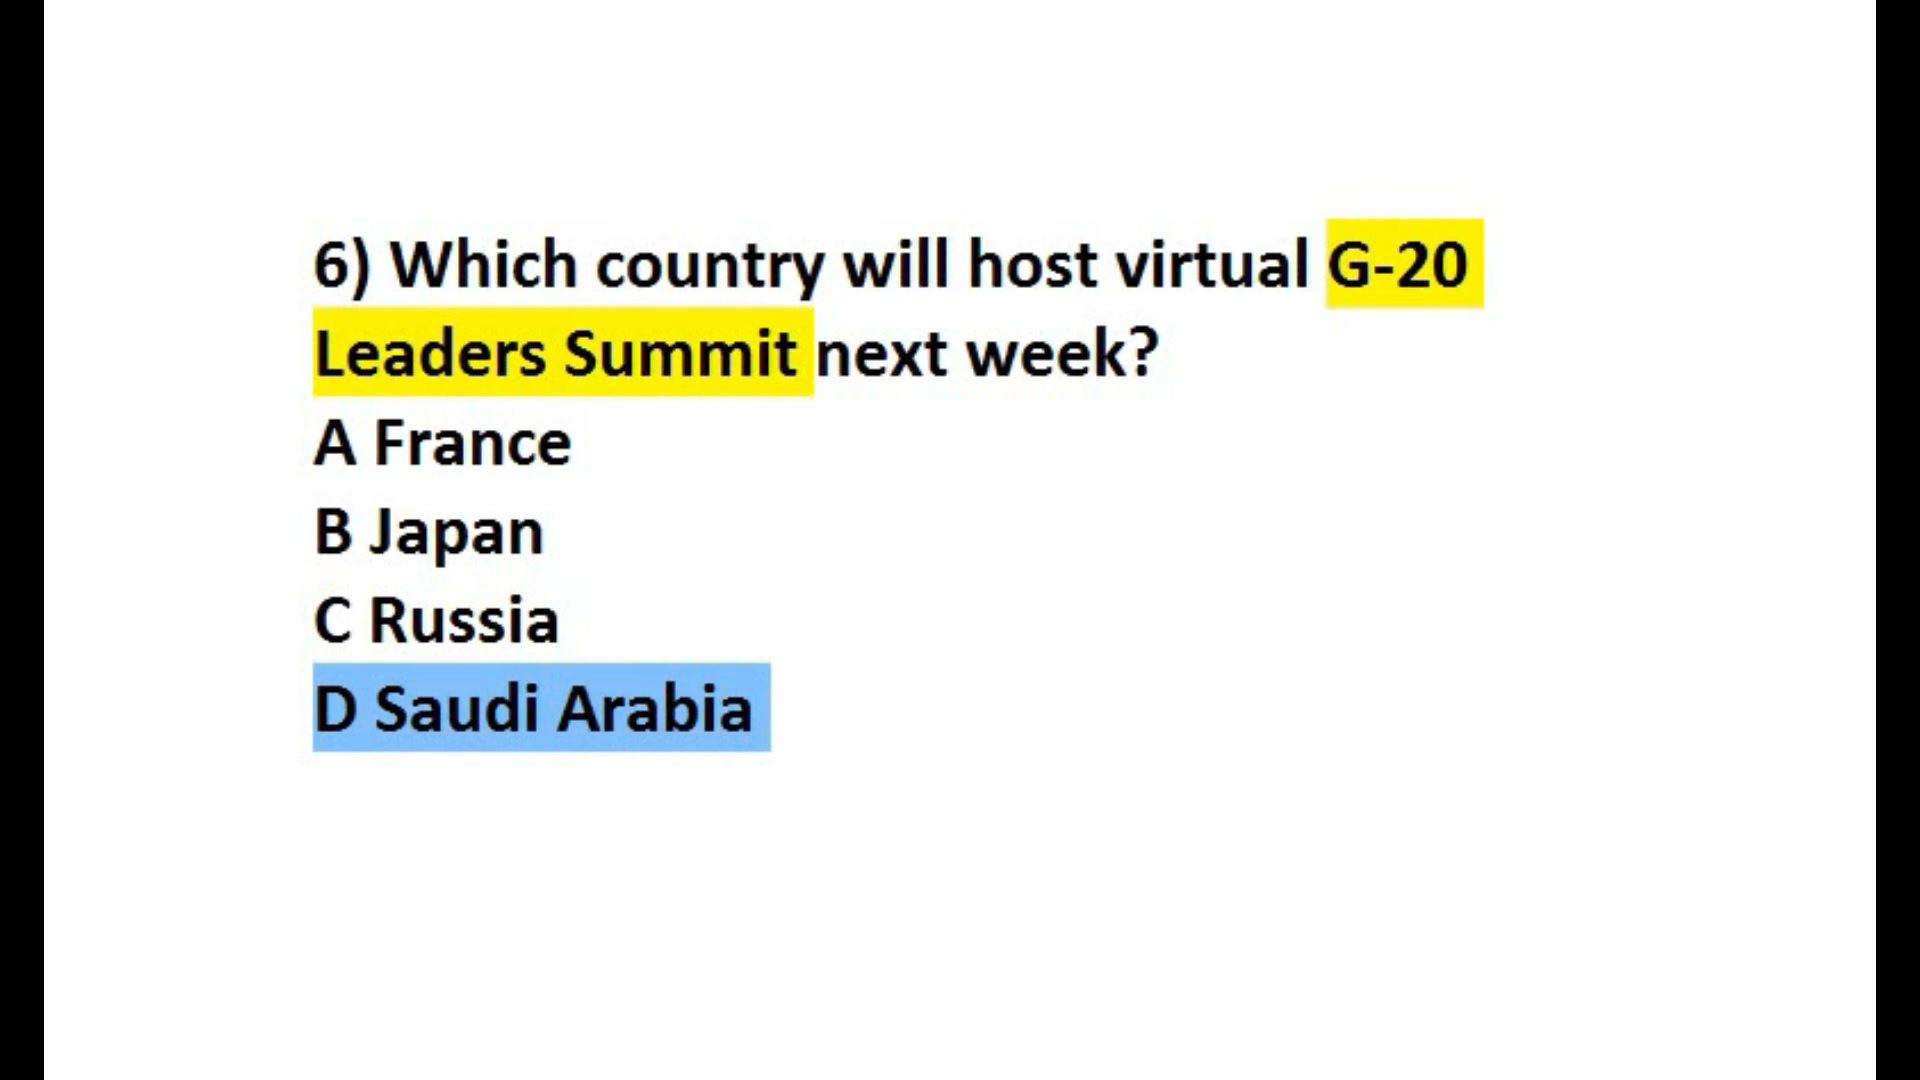 6) Which country will host virtual G-20
Leaders Summit next week?
A France
B Japan
C Russia
D Saudi Arabia